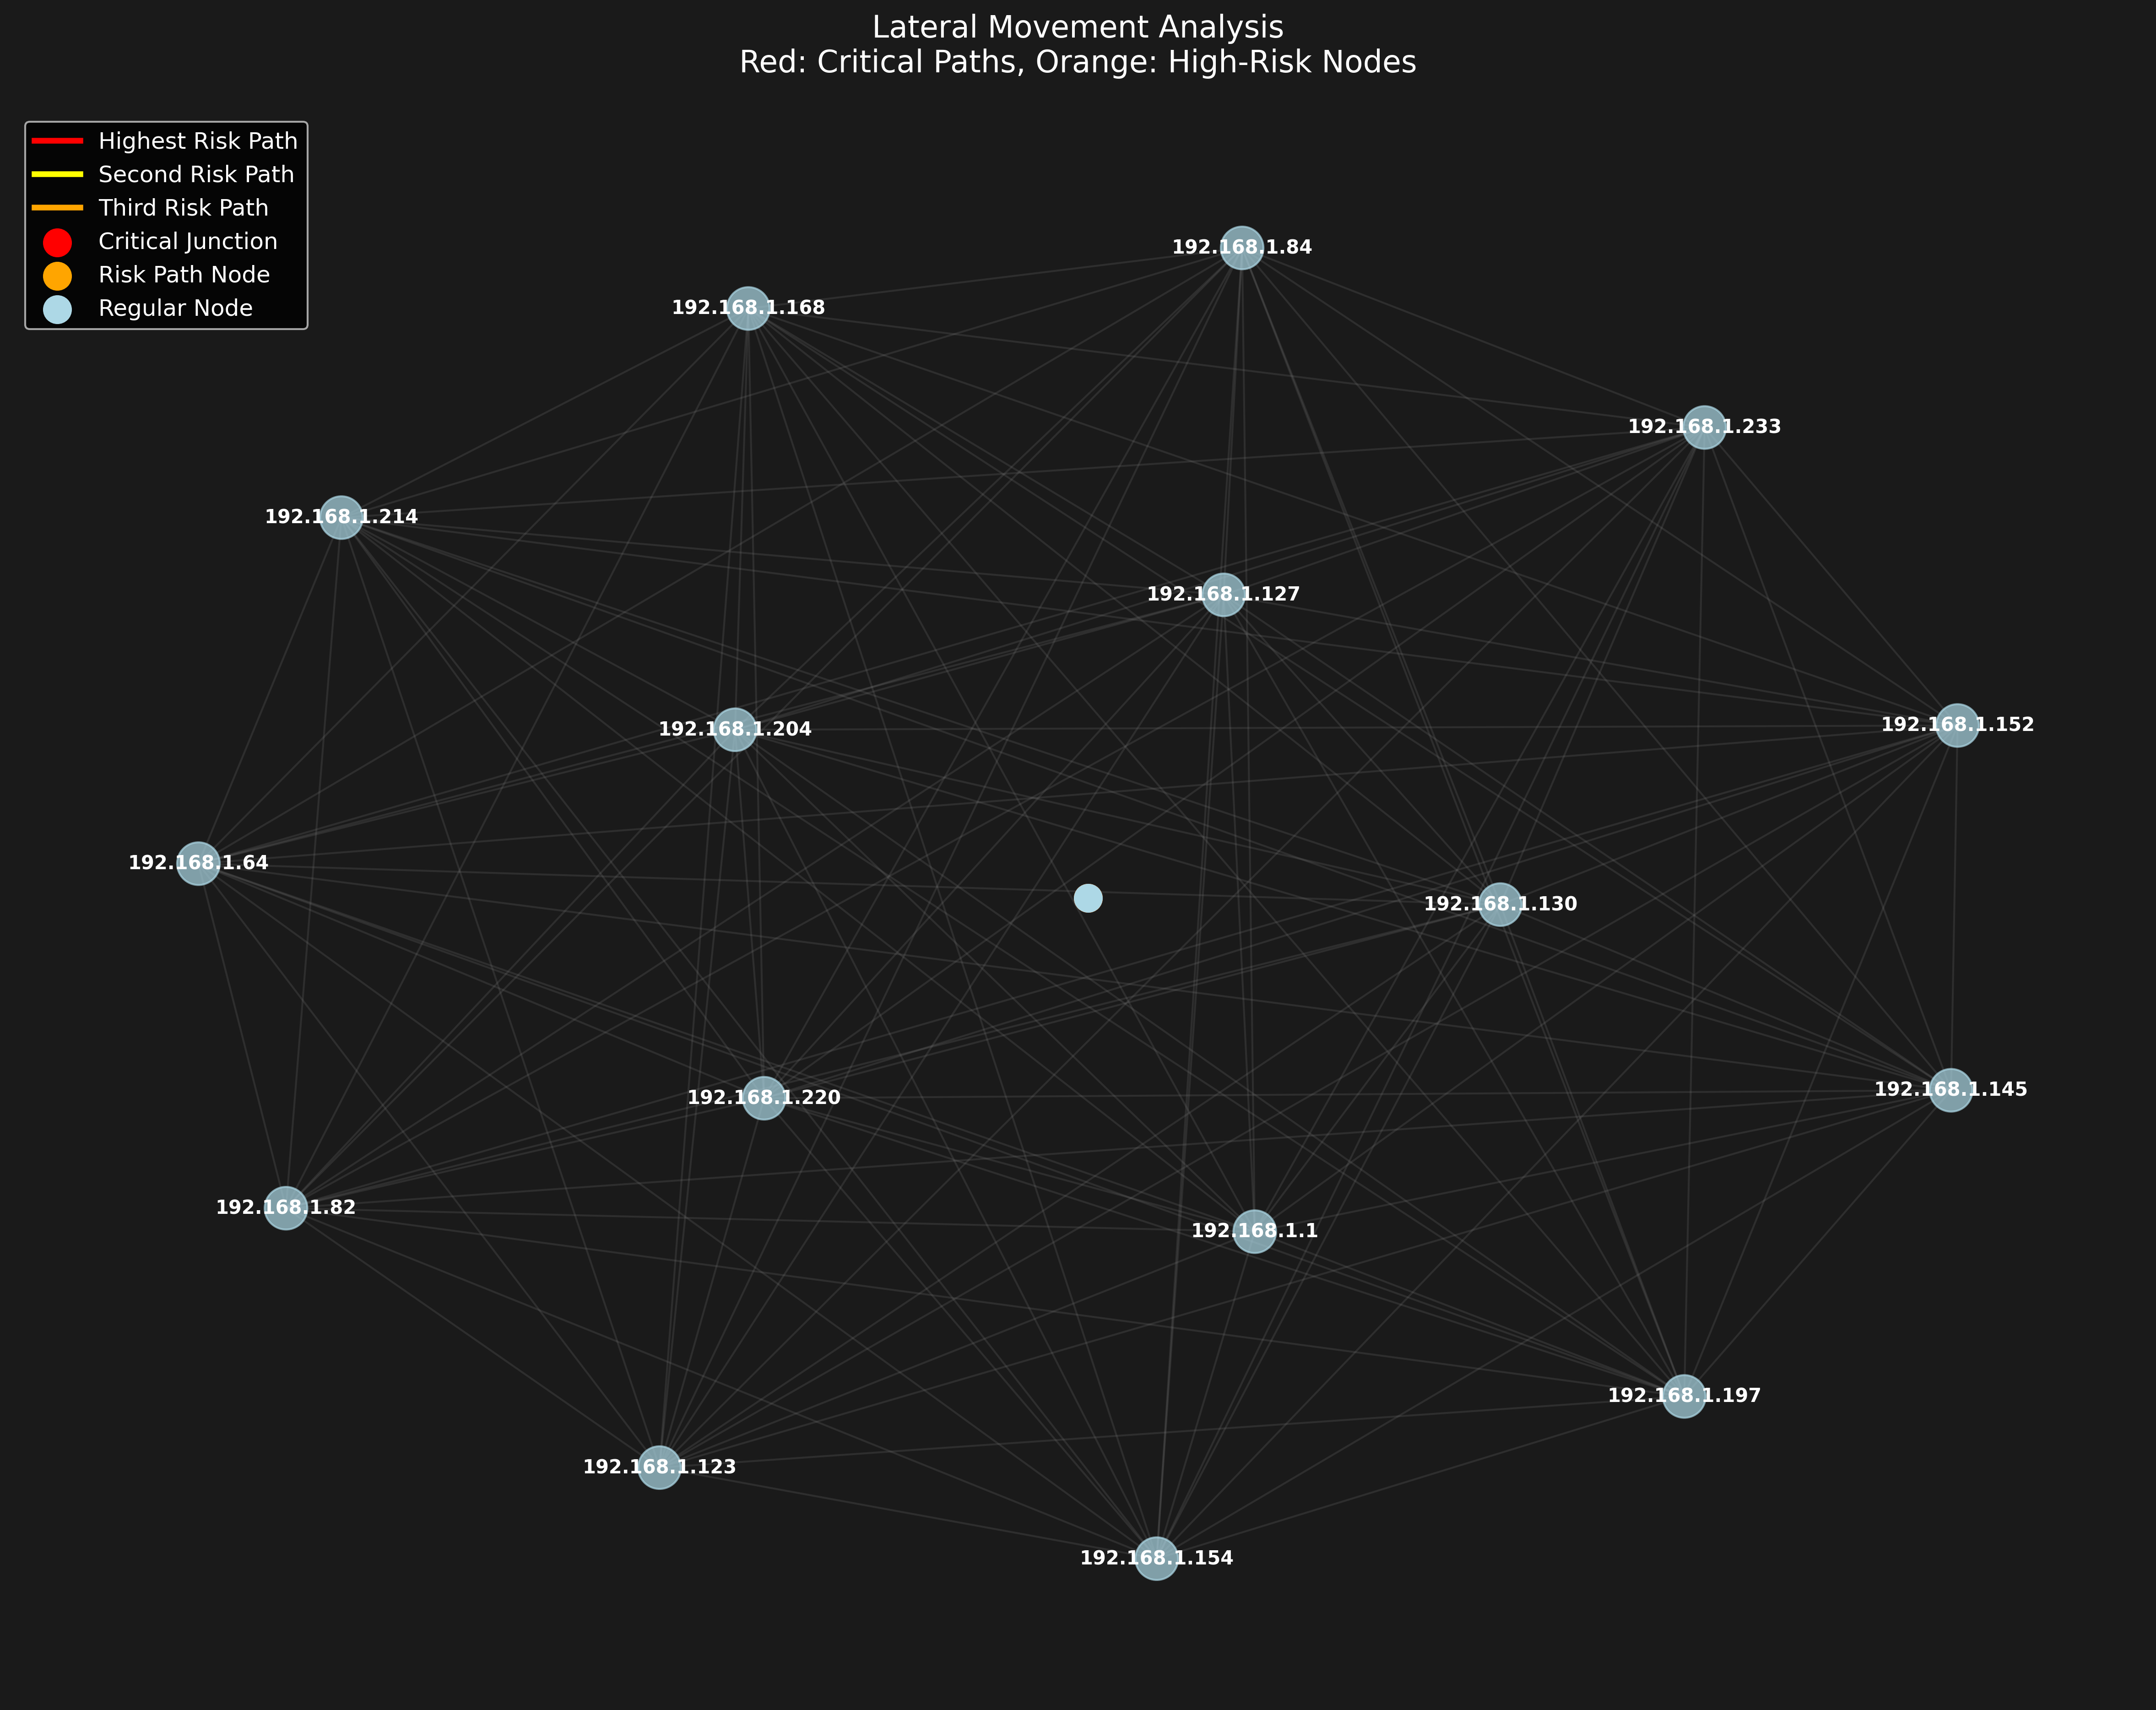 Lateral Movement Analysis
Red: Critical Paths, Orange: High-Risk Nodes
Highest Risk Path
Second Risk Path
Third Risk Path
Critical Junction
Risk Path Node
Regular Node
192.168.1.84
192.168.1.168
192.168.1.233
192.168.1.214
192.168.1.127
192.168.1.152
192.168.1.204
192.168.1.64
192.168.1.130
192.168.1.145
192.168.1.220
192.168.1.82
192.168.1.1
192.168.1.197
192.168.1.123
192.168.1.154